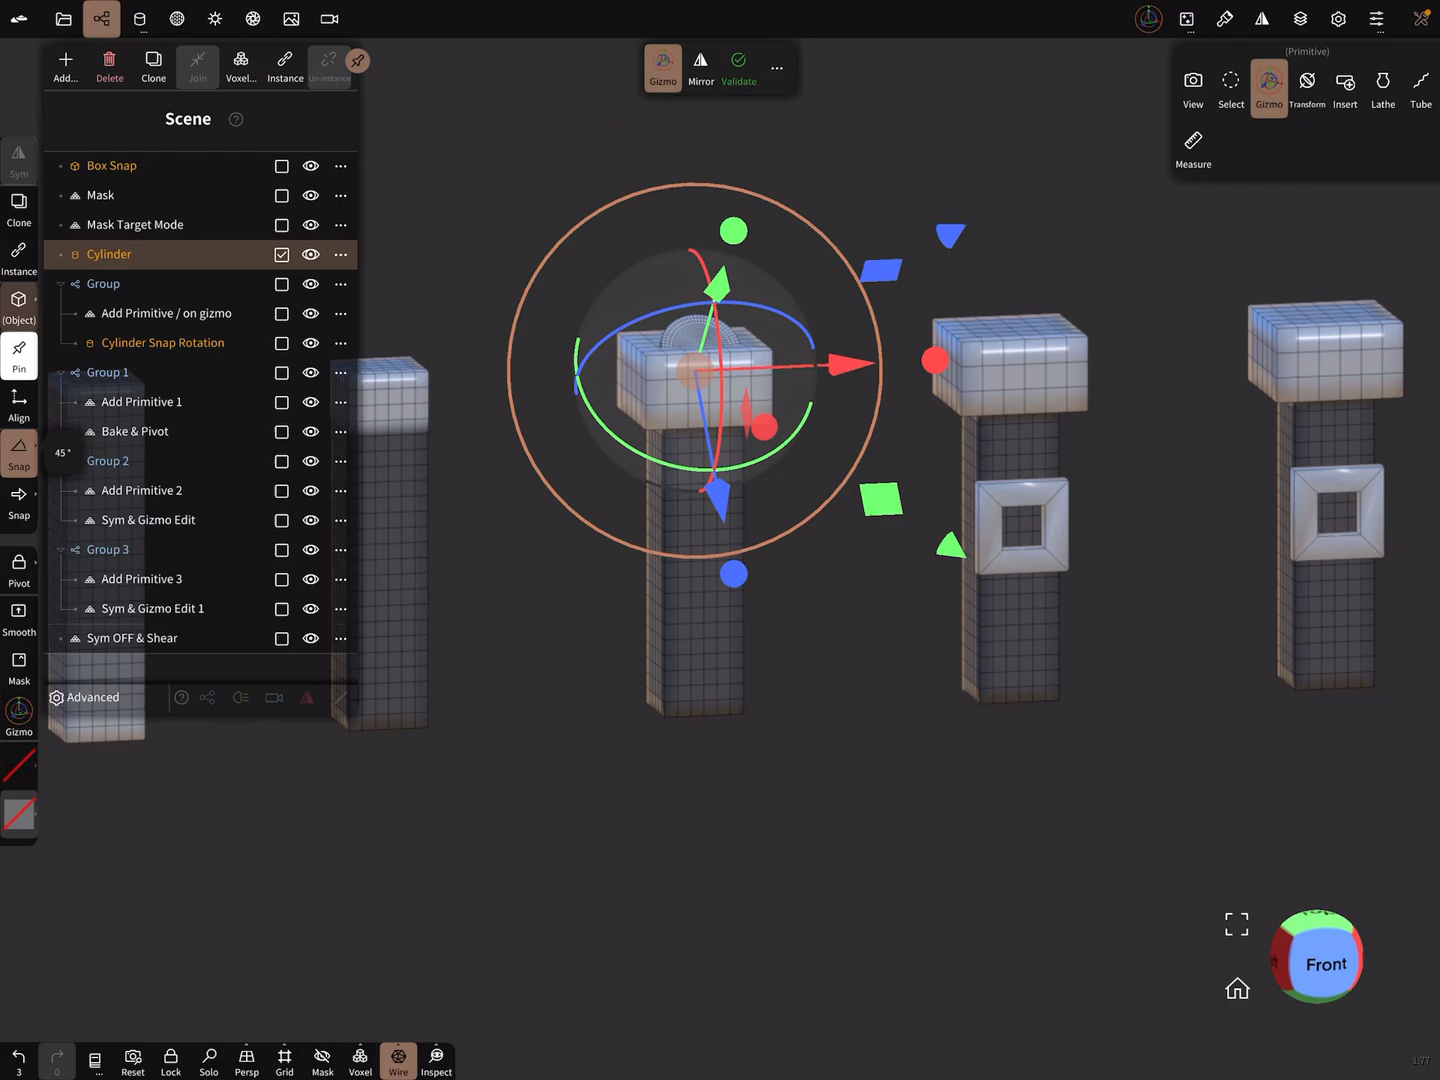 Add...
Delete
Clone
Join
Voxel...
Instance
Un-instance
Scene
?
Box Snap
Mask
Mask Target Mode
Cylinder
Group
Add Primitive / on gizmo
Cylinder Snap Rotation
Group 1
Add Primitive 1
Bake & Pivot
Group 2
Add Primitive 2
Sym & Gizmo Edit
Group 3
Add Primitive 3
Sym & Gizmo Edit 1
Sym OFF & Shear
Advanced
?
Sym
Clone
Instance
(Object)
Pin
Align
Snap
45°
Snap
Pivot
Smooth
Mask
Gizmo
Gizmo
Mirror
Validate
(Primitive)
View
Select
Gizmo
Transform
Insert
Lathe
Tube
Measure
Top
Front
3
0
Reset
Lock
Solo
Persp
Grid
Mask
Voxel
Wire
Inspect
1.77